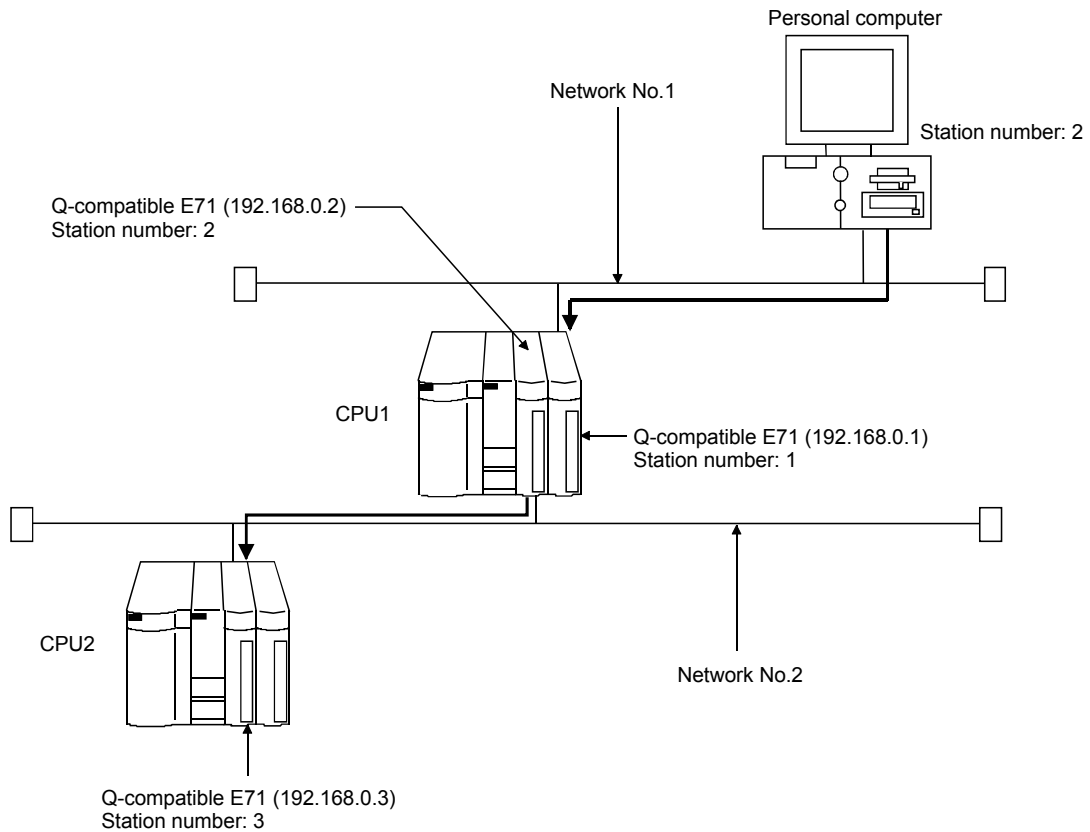 Personal computer
Network No.1
Station number: 2
Q-compatible E71 (192.168.0.2)
Station number: 2
CPU1
Q-compatible E71 (192.168.0.1)
Station number: 1
CPU2
Network No.2
Q-compatible E71 (192.168.0.3)
Station number: 3